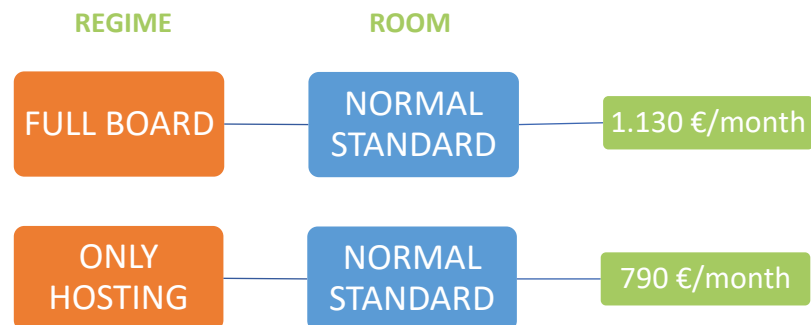 REGIME
ROOM
FULL BOARD
NORMAL
STANDARD
1.130 €/month
ONLY
HOSTING
NORMAL
STANDARD
790 €/month